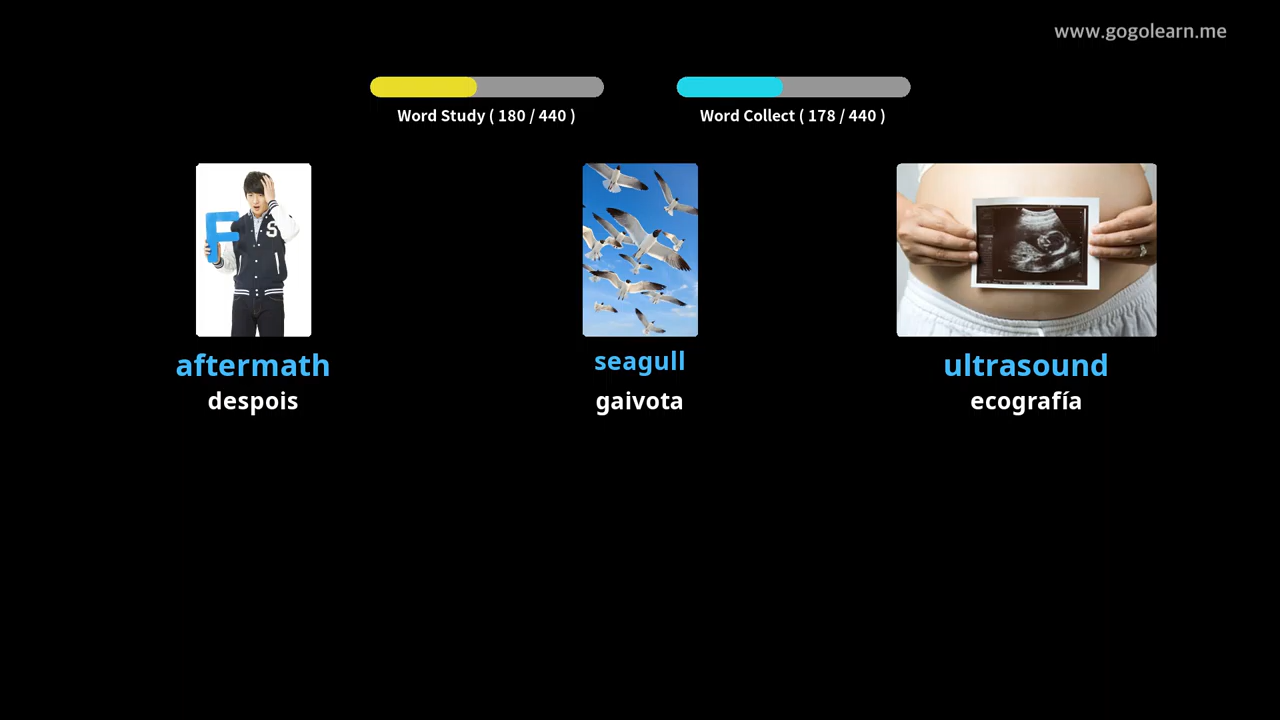 www.gogolearn.me
Word Study ( 180 / 440 )
Word Collect ( 178 / 440 )
F
S
aftermath
seagull
ultrasound
despois
gaivota
ecografía